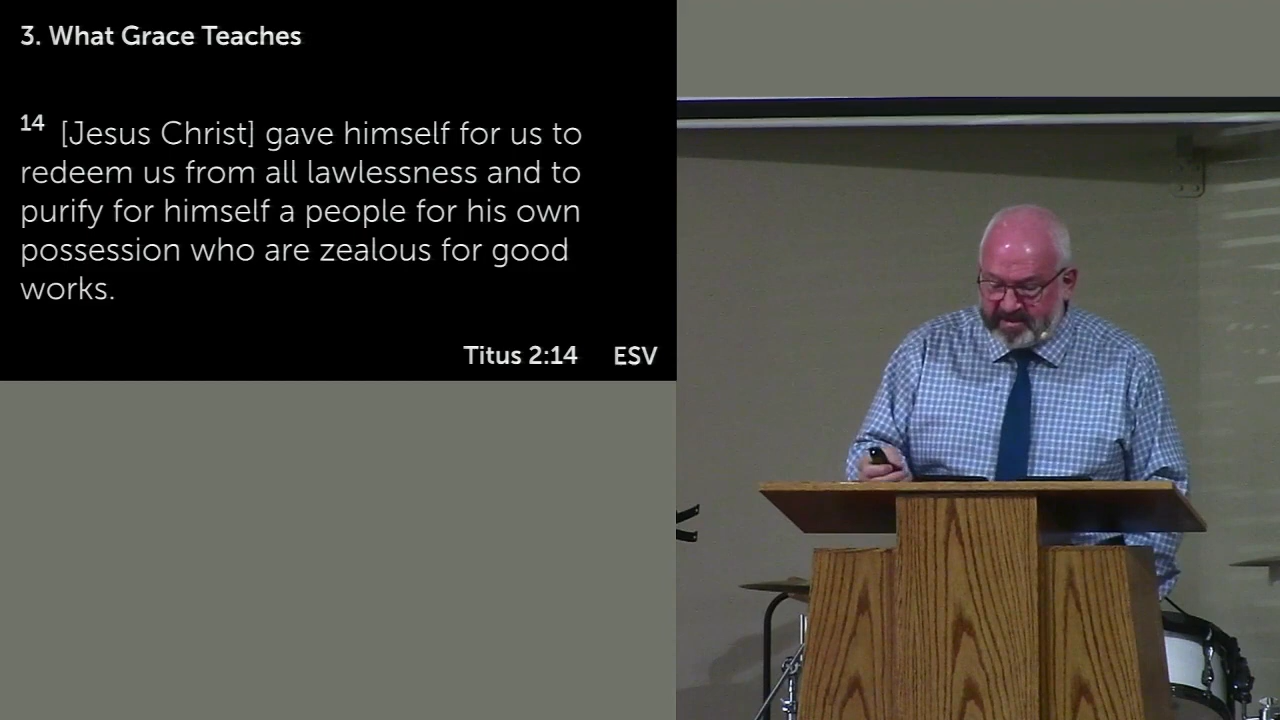 3. What Grace Teaches
14 [Jesus Christ] gave himself for us to
redeem us from all lawlessness and to
purify for himself a people for his own
possession who are zealous for good
works.
Titus 2:14 ESV